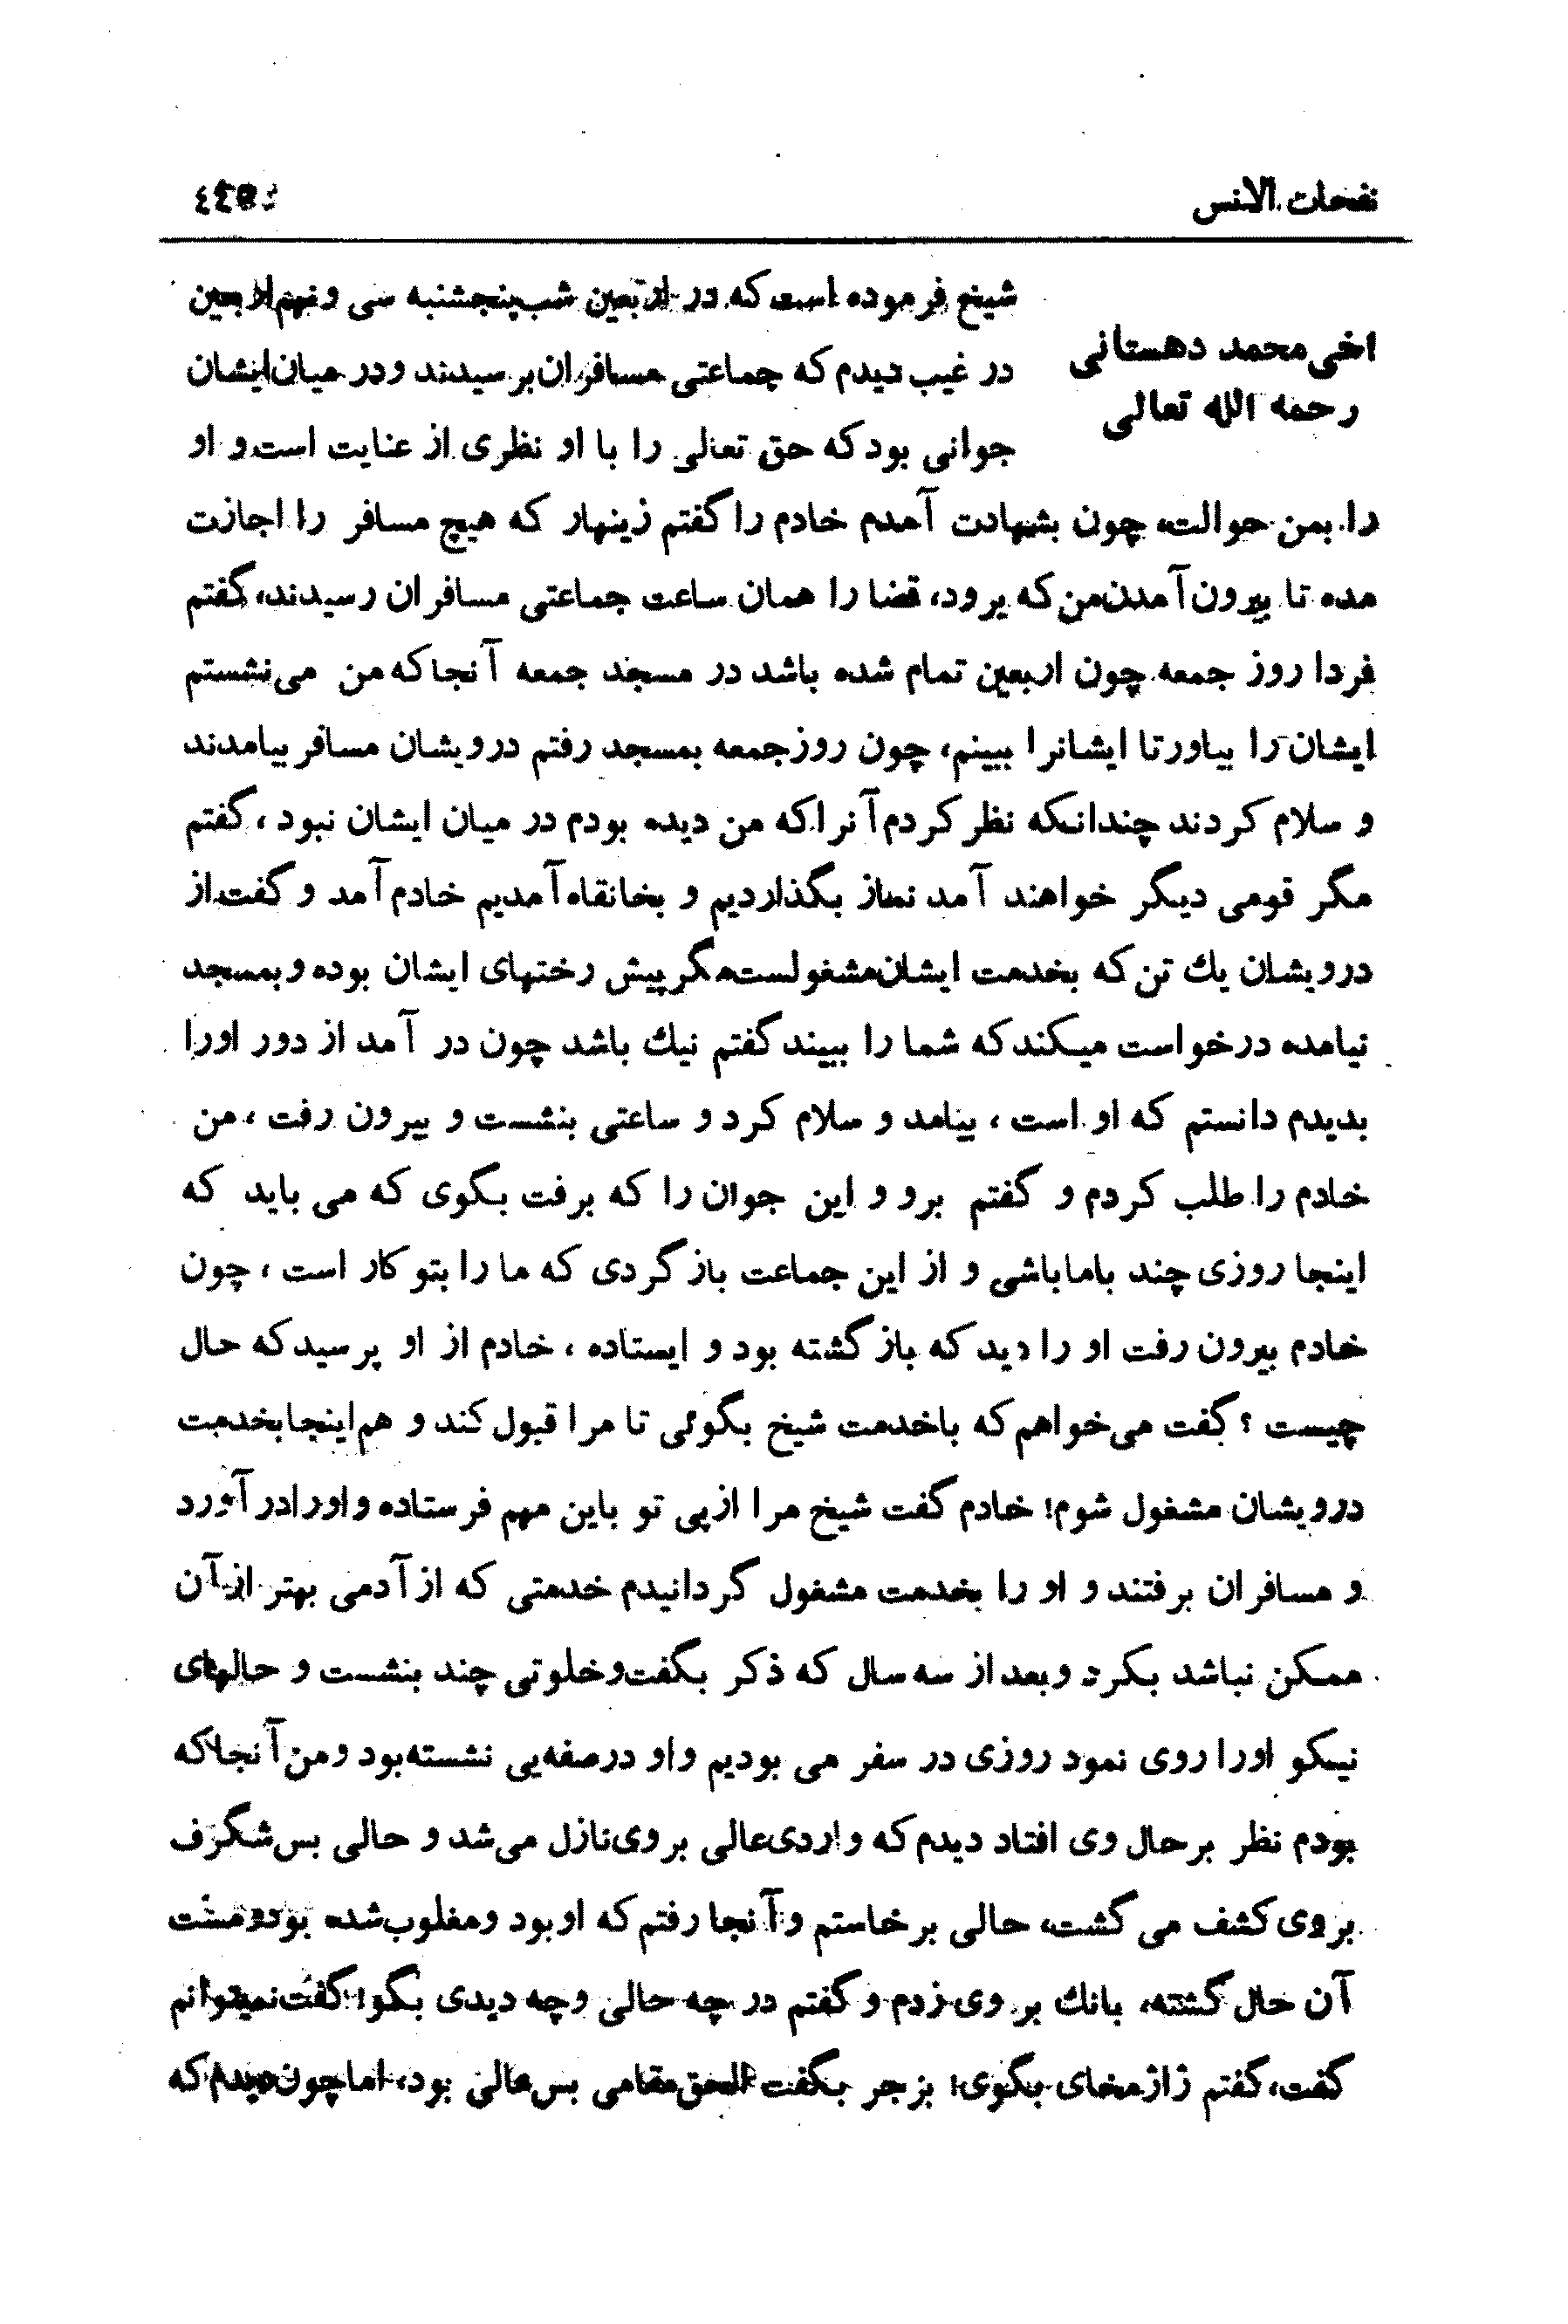 نفحات الانس
اخی محمد دهستانی
رحمه الله تعالی
شیخ فرموده است که در اربعین شب پنجشنبه سی و نهم اربعین
در غیب دیدم که جماعتی مسافران برسیدند و در میان ایشان
جوانی بود که حق تعالی را با او نظری از عنایت است و او
را بمن حوالت، چون بشهادت آمدم خادم را گفتم زینهار که هیچ مسافر را اجازت
مده تا بیرون آمدن من که برود، قضا را همان ساعت جماعتی مسافران رسیدند، گفتم
فردا روز جمعه چون اربعین تمام شده باشد در مسجد جمعه آنجا که من می نشستم
ایشان را بیاور تا ایشانرا ببینم، چون روز جمعه بمسجد رفتم درویشان مسافر بیامدند
و سلام کردند چندانکه نظر کردم آنرا که من دیده بودم در میان ایشان نبود ، گفتم
مگر قومی دیگر خواهند آمد نماز بگذاردیم و بخانقاه آمدیم خادم آمد و گفت از
درویشان یك تن که بخدمت ایشان مشغولست مگر پیش رختهای ایشان بوده و بمسجد
نیامده درخواست میکند که شما را ببیند گفتم نیك باشد چون در آمد از دور اورا
بدیدم دانستم که او است ، بیامد و سلام کرد و ساعتی بنشست و بیرون رفت ، من
خادم را طلب کردم و گفتم برو و این جوان را که برفت بگوی که می باید که
اینجا روزی چند باماباشی و از این جماعت باز گردی که ما را بتو کار است ، چون
خادم بیرون رفت او را دید که باز گشته بود و ایستاده ، خادم از او پرسید که حال
چیست ؟ گفت می خواهم که باخدمت شیخ بگوئی تا مرا قبول کند و هم اینجا بخدمت
درویشان مشغول شوم! خادم گفت شیخ مرا از پی تو باین مهم فرستاده و اورا در آورد
و مسافران برفتند و او را بخدمت مشغول گردانیدم خدمتی که از آدمی بهتر از آن
ممکن نباشد بکرد و بعد از سه سال که ذکر بگفت و خلوتی چند بنشست و حالهای
نیکو اورا روی نمود روزی در سفر می بودیم و او در صفه یی نشسته بود و من آنجا که
بودم نظر بر حال وی افتاد دیدم که واردی عالی بر وی نازل می شد و حالی بس شگرف
بر وی کشف می گشت، حالی برخاستم و آنجا رفتم که او بود و مغلوب شده بود و مست
آن حال گشته، بانك بر وی زدم و گفتم در چه حالی و چه دیدی بگو! گفت نمیتوانم
گفت، گفتم ژاژ مخای بگوی! بزجر بگفت الحق مقامی بس عالی بود، اما چون دیدم که